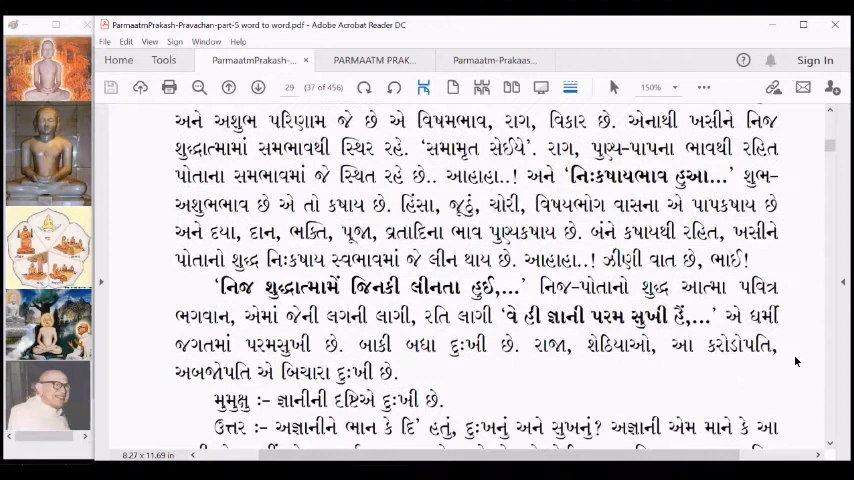 ParmaatmPrakash-Pravachan-part-5 word to word.pdf - Adobe Acrobat Reader DC
File Edit View Sign Window Help
Home Tools ParmaatmPrakash-... × PARMAATM PRAK... Parmaatm-Prakaas... Sign In
29 (37 of 456) 150%
અને અશુભ પરિણામ જે છે એ વિષમભાવ, રાગ, વિકાર છે. એનાથી ખસીને નિજ
શુદ્ધાત્મામાં સમભાવથી સ્થિર રહે. ‘સમામૃત સેઈયે’. રાગ, પુણ્ય-પાપના ભાવથી રહિત
પોતાના સમભાવમાં જે સ્થિત રહે છે.. આહાહા..! અને ‘નિઃકષાયભાવ હુઆ...’ શુભ-
અશુભભાવ છે એ તો કષાય છે. હિંસા, જૂઠું, ચોરી, વિષયભોગ વાસના એ પાપકષાય છે
અને દયા, દાન, ભક્તિ, પૂજા, વ્રતાદિના ભાવ પુણ્યકષાય છે. બંને કષાયથી રહિત, ખસીને
પોતાનો શુદ્ધ નિઃકષાય સ્વભાવમાં જે લીન થાય છે. આહાહા..! ઝીણી વાત છે, ભાઈ!
‘નિજ શુદ્ધાત્મામેં જિનકી લીનતા હુઈ,...’ નિજ-પોતાનો શુદ્ધ આત્મા પવિત્ર
ભગવાન, એમાં જેની લગની લાગી, રતિ લાગી ‘વે હી જ્ઞાની પરમ સુખી હૈં,...’ એ ધર્મી
જગતમાં પરમસુખી છે. બાકી બધા દુઃખી છે. રાજા, શેઠિયાઓ, આ કરોડોપતિ,
અબજોપતિ એ બિચારા દુઃખી છે.
મુમુક્ષુ :- જ્ઞાનીની દષ્ટિએ દુઃખી છે.
ઉત્તર :- અજ્ઞાનીને ભાન કે દિ’ હતું, દુઃખનું અને સુખનું? અજ્ઞાની એમ માને કે આ
8.27 x 11.69 in